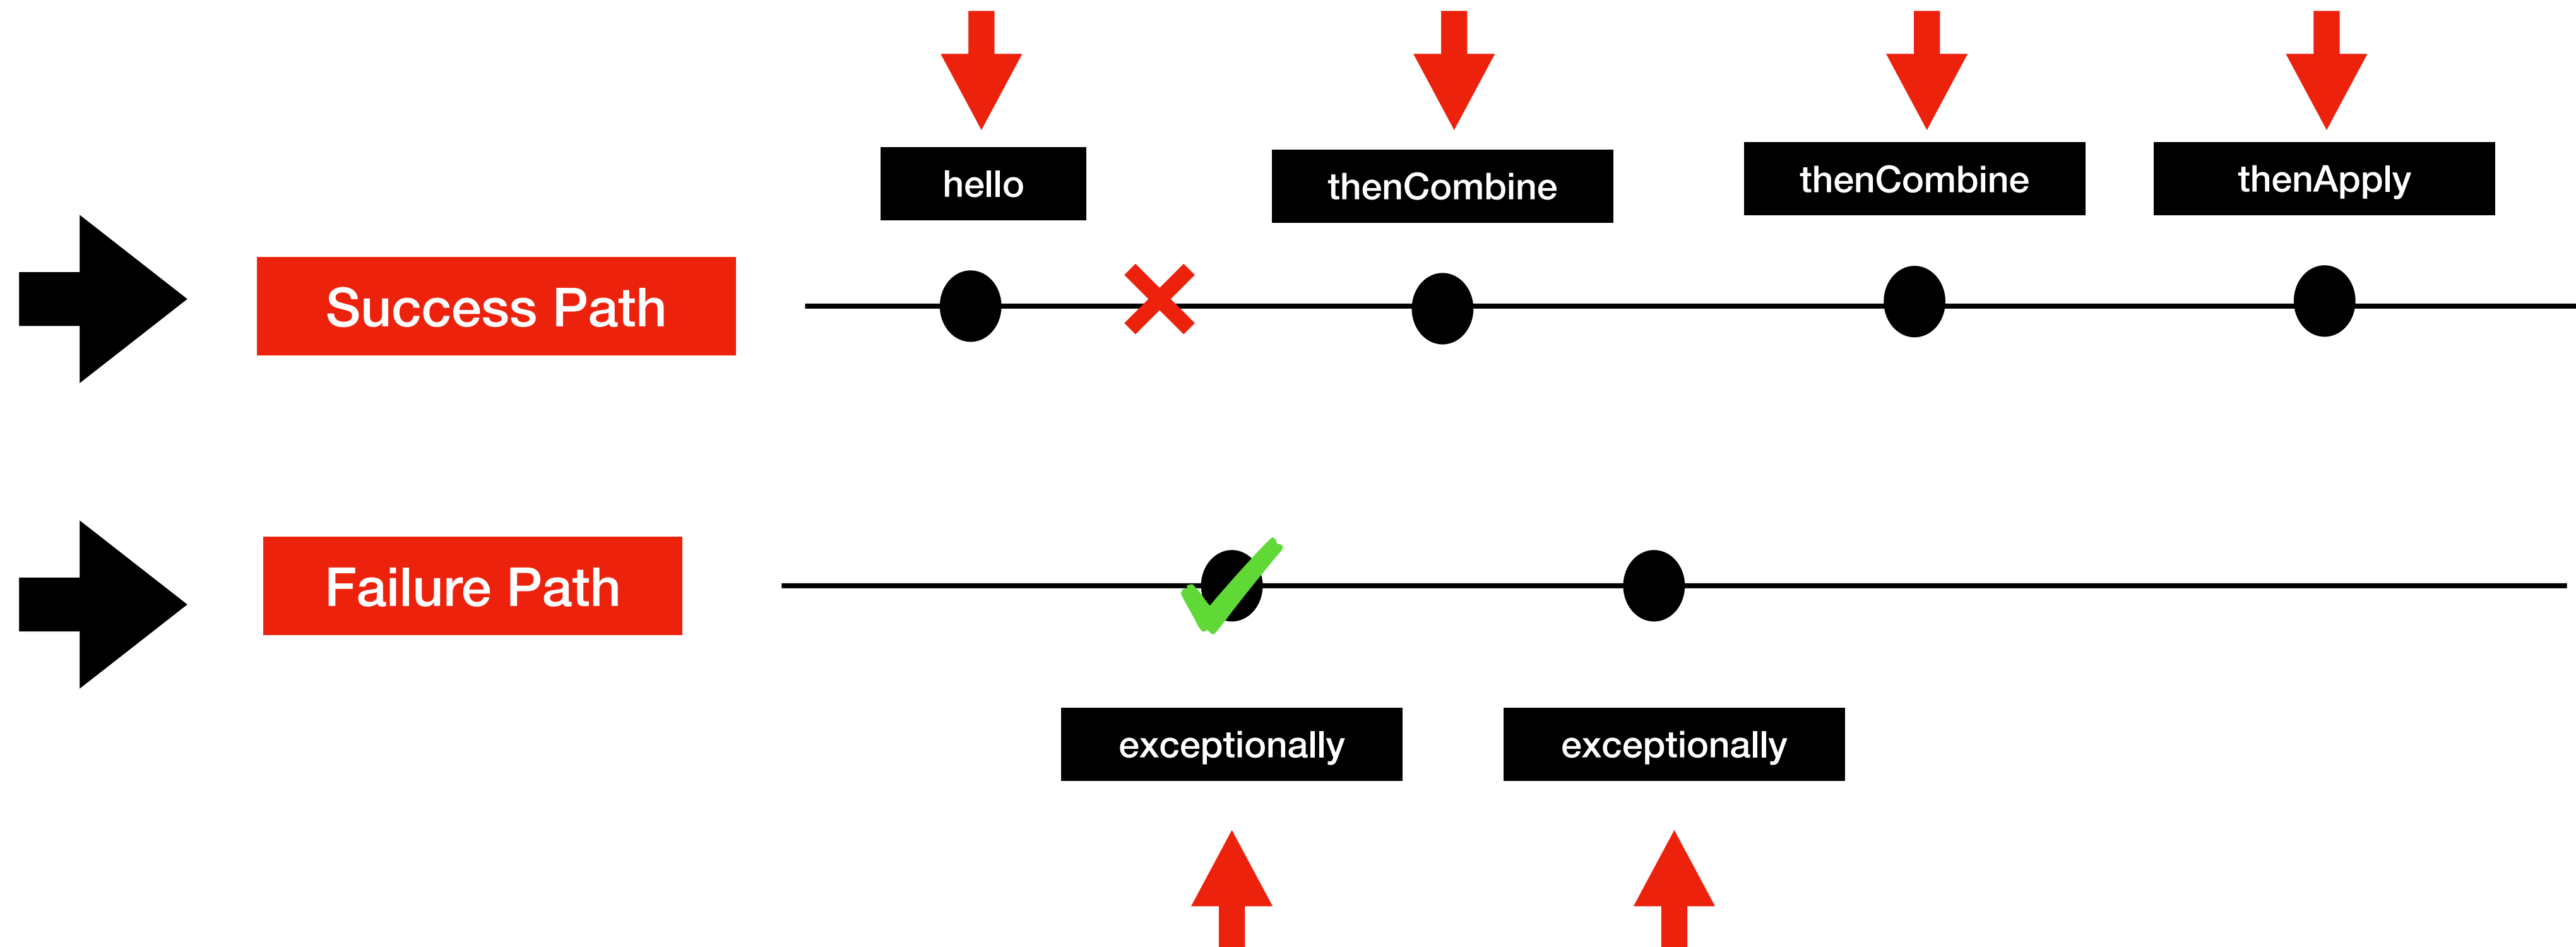 hello
thenCombine
thenCombine
thenApply
Success Path
Failure Path
exceptionally
exceptionally